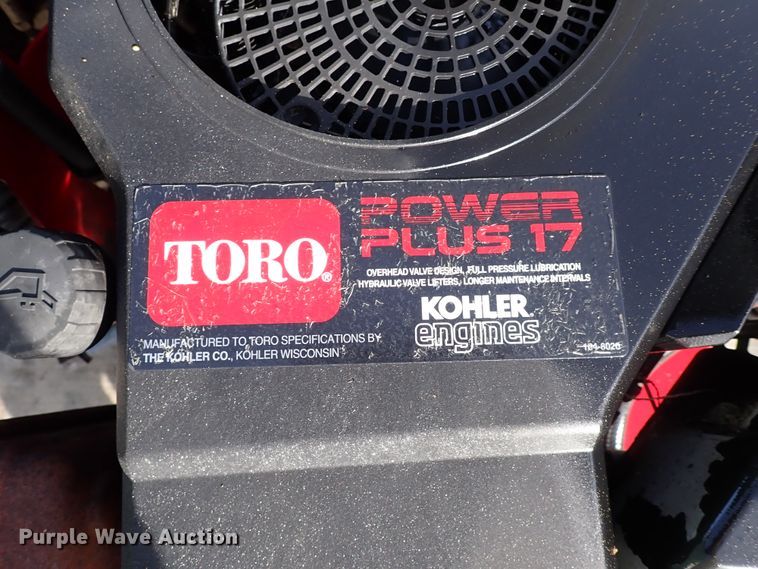 TORO®
POWER
PLUS 17
OVERHEAD VALVE DESIGN, FULL PRESSURE LUBRICATION
HYDRAULIC VALVE LIFTERS, LONGER MAINTENANCE INTERVALS
KOHLER
engines
MANUFACTURED TO TORO SPECIFICATIONS BY
THE KOHLER CO., KOHLER WISCONSIN
Purple Wave Auction